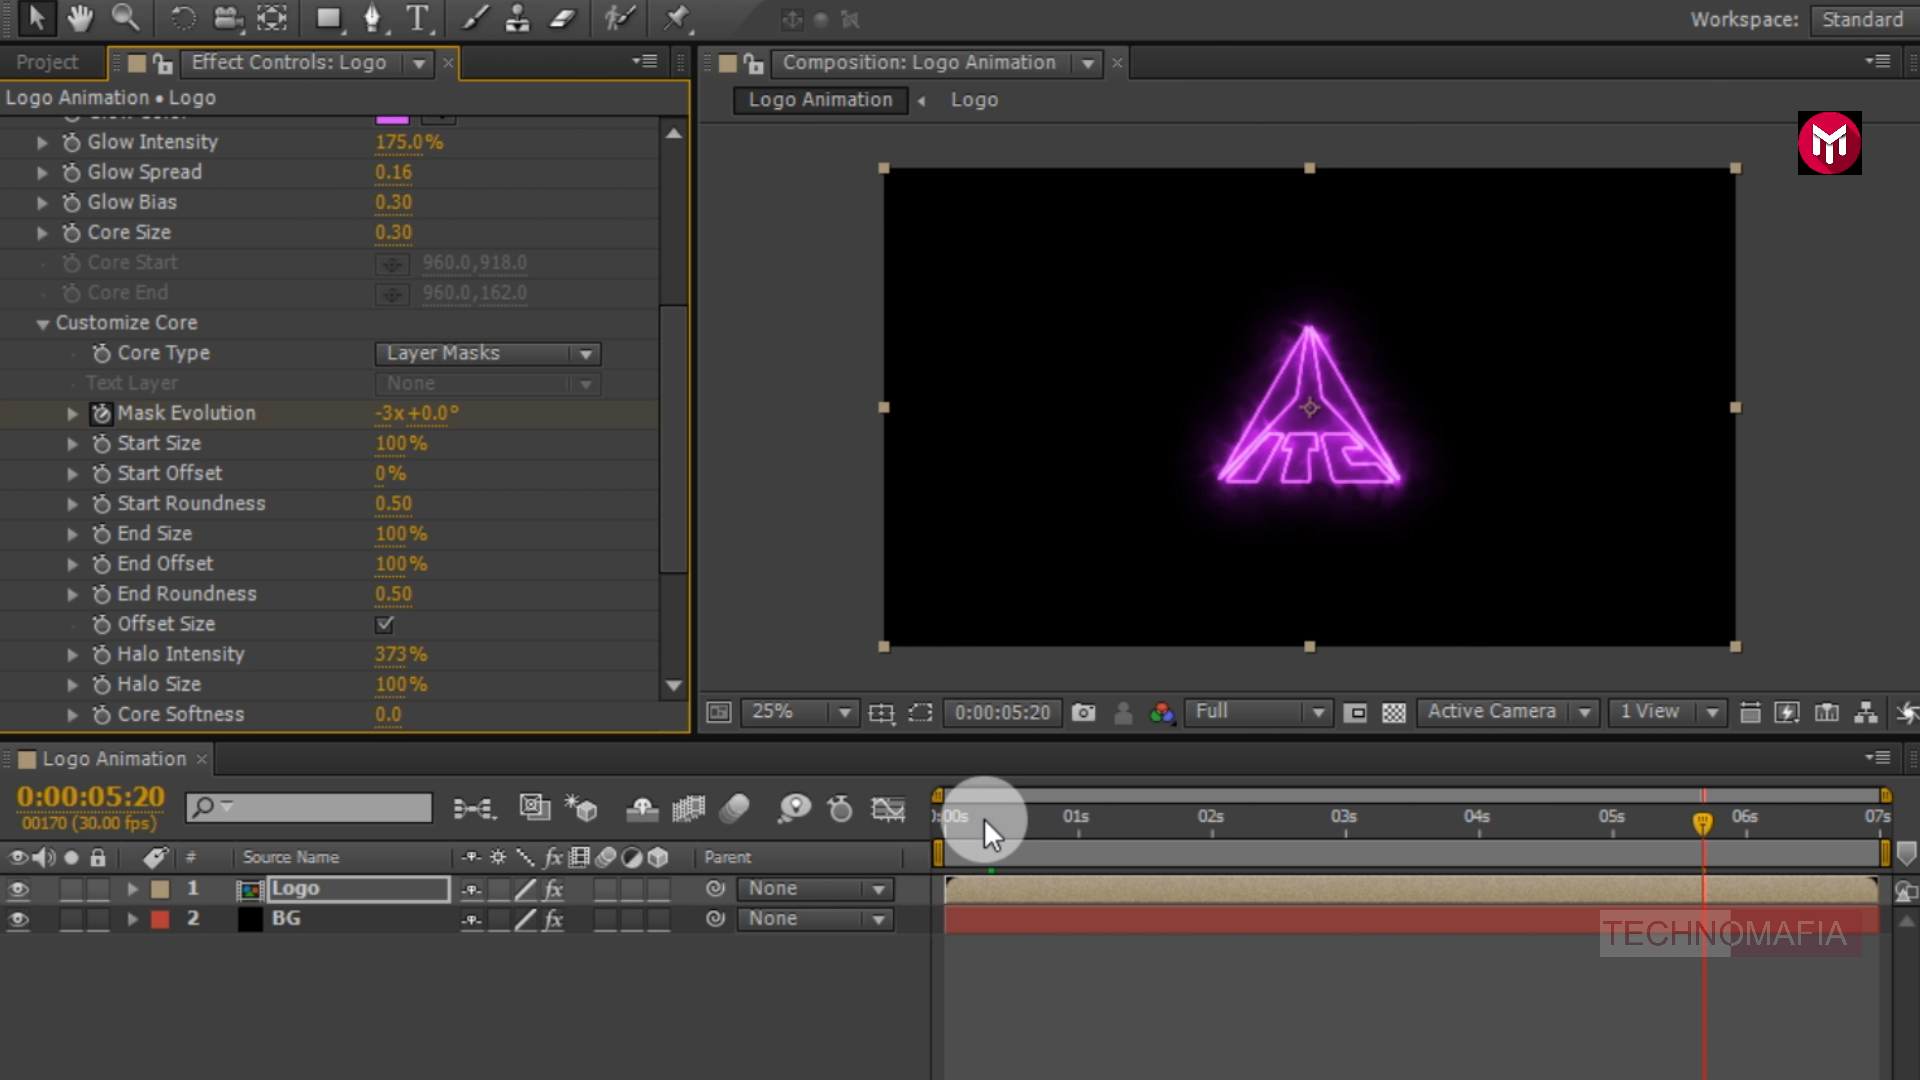 Workspace: Standard
Project Effect Controls: Logo
Composition: Logo Animation
Logo Animation • Logo
Logo Animation Logo
Glow Intensity 175.0%
Glow Spread 0.16
Glow Bias 0.30
Core Size 0.30
Core Start 960.0,918.0
Core End 960.0,162.0
Customize Core
Core Type Layer Masks
Text Layer None
Mask Evolution -3x+0.0°
Start Size 100%
Start Offset 0%
Start Roundness 0.50
End Size 100%
End Offset 100%
End Roundness 0.50
Offset Size
Halo Intensity 373%
Halo Size 100%
Core Softness 0.0
ITC
25% 0:00:05:20 Full Active Camera 1 View
Logo Animation
0:00:05:20
00170 (30.00 fps)
0:00s 01s 02s 03s 04s 05s 06s 07s
# Source Name fx Parent
1 Logo fx None
2 BG fx None
TECHNOMAFIA